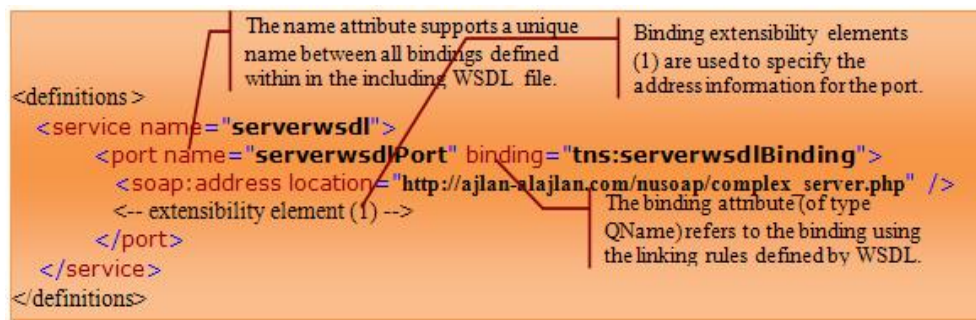 The name attribute supports a unique
name between all bindings defined
within in the including WSDL file.
Binding extensibility elements
(1) are used to specify the
address information for the port.
<definitions>
<service name="serverwsdl">
<port name="serverwsdlPort" binding="tns:serverwsdlBinding">
<soap:address location="http://ajlan-alajlan.com/nusoap/complex_server.php" />
<-- extensibility element (1) -->
The binding attribute (of type
QName) refers to the binding using
the linking rules defined by WSDL.
</port>
</service>
</definitions>